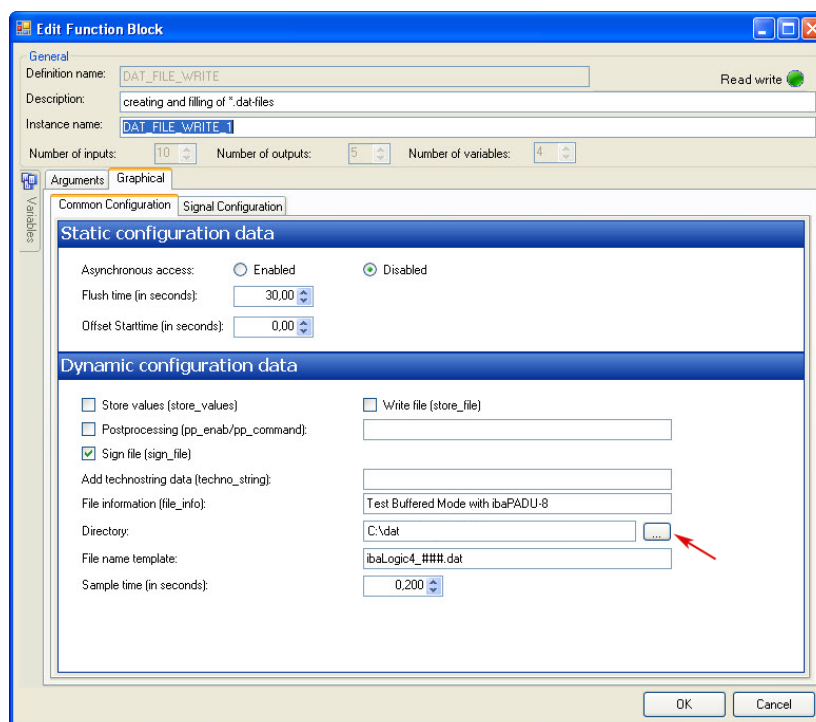 Edit Function Block
General
Definition name: DAT_FILE_WRITE Read write
Description: creating and filling of *.dat-files
Instance name: DAT_FILE_WRITE_1
Number of inputs: 10 Number of outputs: 5 Number of variables: 4
Variables
Arguments Graphical
Common Configuration Signal Configuration
Static configuration data
Asynchronous access: Enabled Disabled
Flush time (in seconds): 30,00
Offset Starttime (in seconds): 0,00
Dynamic configuration data
Store values (store_values) Write file (store_file)
Postprocessing (pp_enab/pp_command):
Sign file (sign_file)
Add technostring data (techno_string):
File information (file_info): Test Buffered Mode with ibaPADU-8
Directory: C:\dat ...
File name template: ibaLogic4_###.dat
Sample time (in seconds): 0,200
OK Cancel